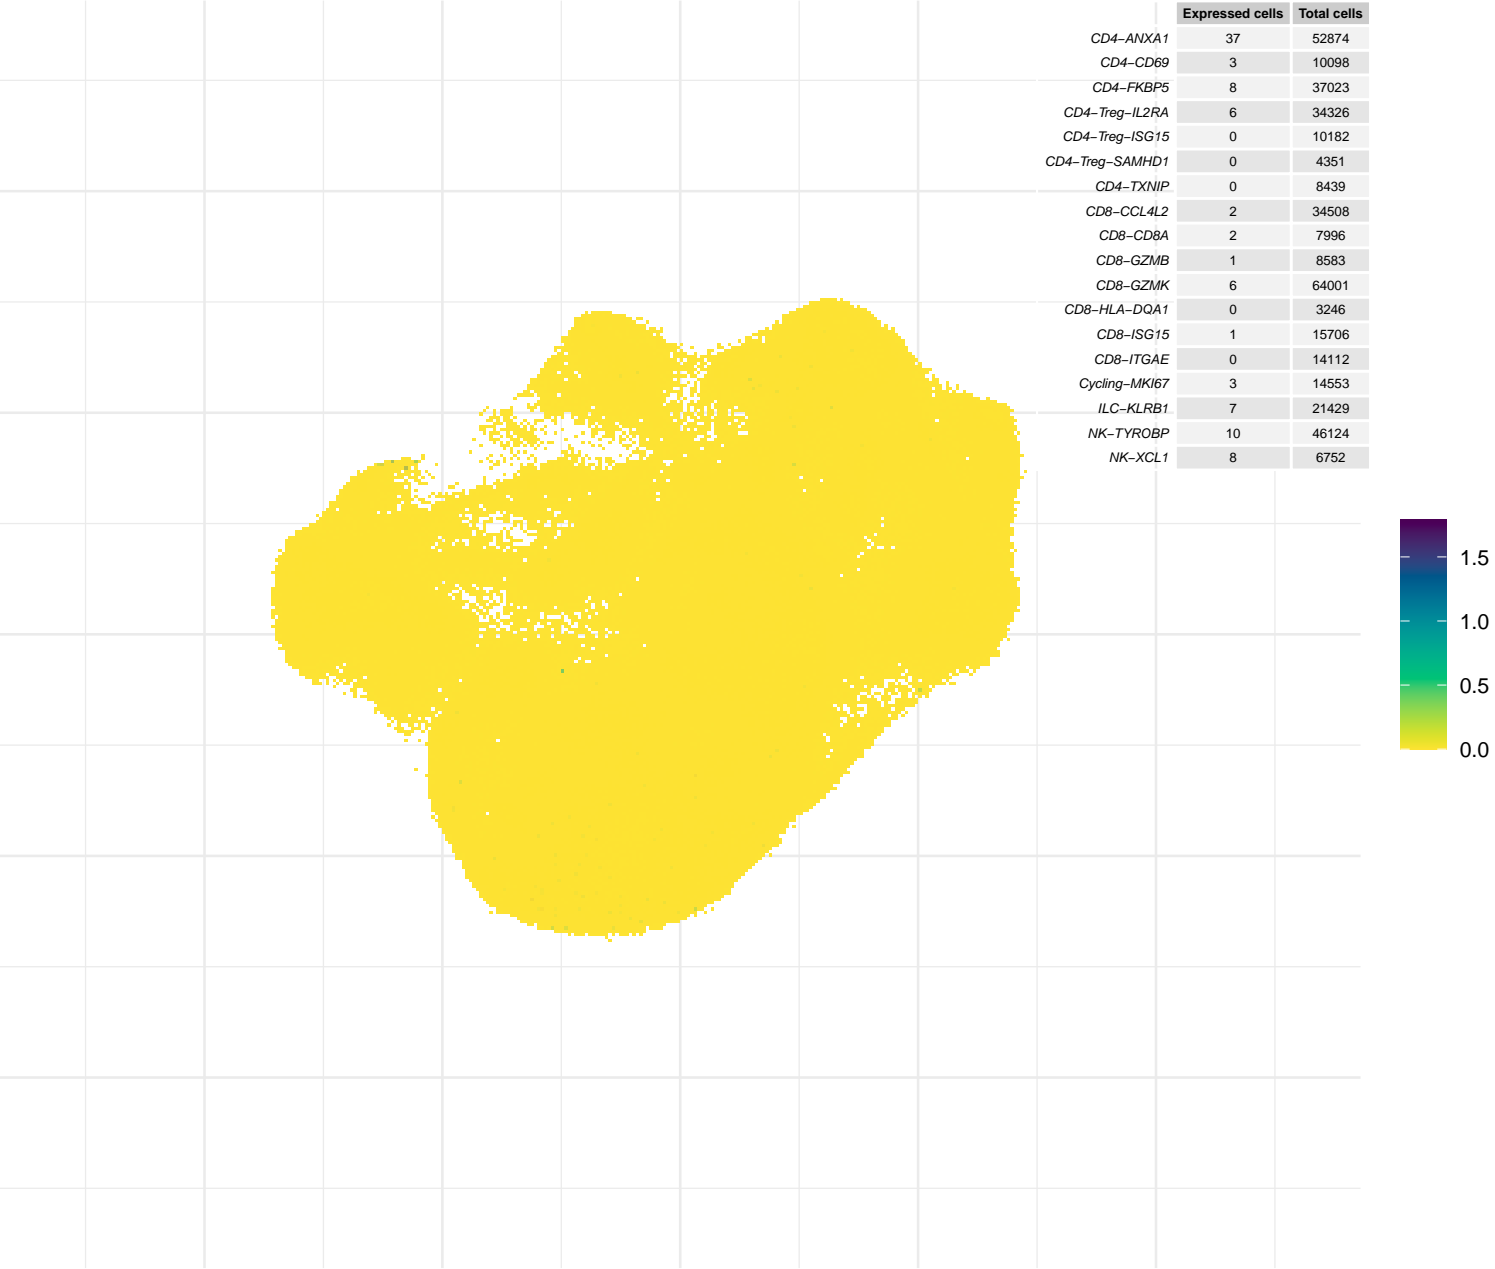 Expressed cells Total cells
CD4−ANXA1 37 52874
CD4−CD69 3 10098
CD4−FKBP5 8 37023
CD4−Treg−IL2RA 6 34326
CD4−Treg−ISG15 0 10182
CD4−Treg−SAMHD1 0 4351
CD4−TXNIP 0 8439
CD8−CCL4L2 2 34508
CD8−CD8A 2 7996
CD8−GZMB 1 8583
CD8−GZMK 6 64001
CD8−HLA−DQA1 0 3246
CD8−ISG15 1 15706
CD8−ITGAE 0 14112
Cycling−MKI67 3 14553
ILC−KLRB1 7 21429
NK−TYROBP 10 46124
NK−XCL1 8 6752
1.5
1.0
0.5
0.0